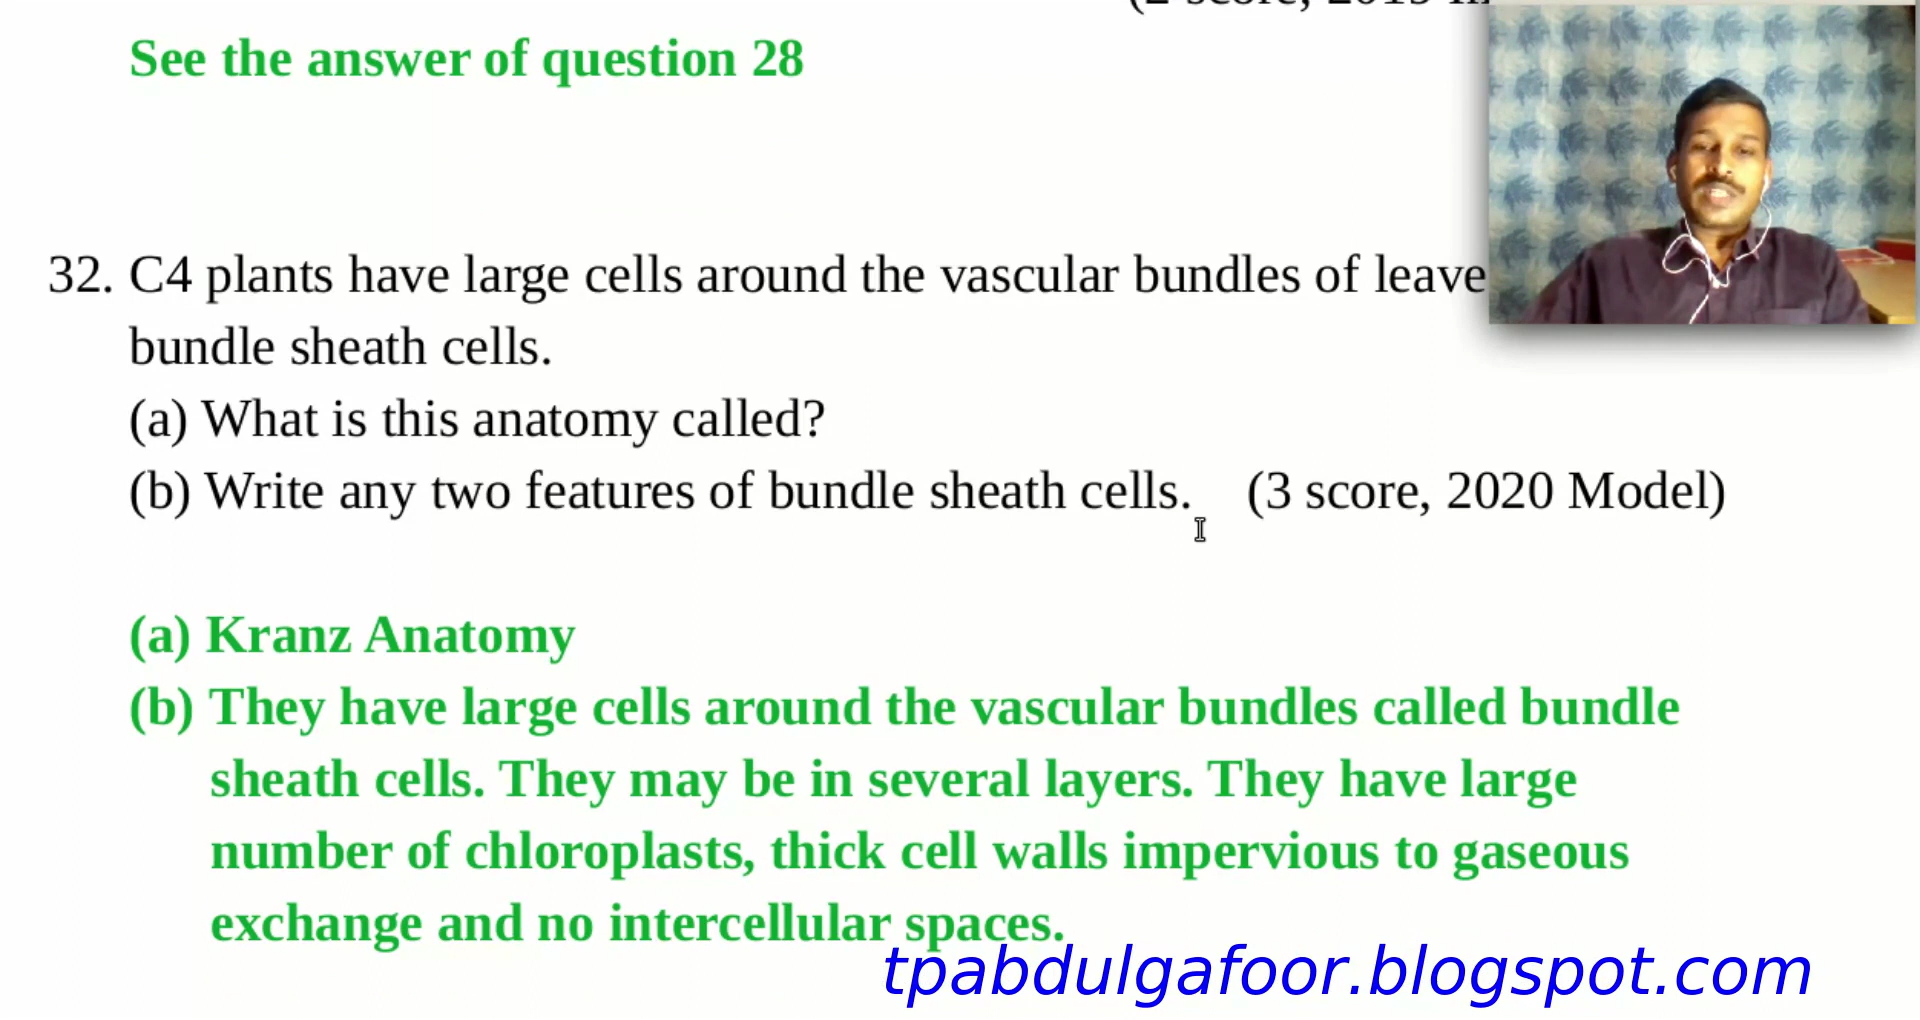 See the answer of question 28
32. C4 plants have large cells around the vascular bundles of leave
bundle sheath cells.
(a) What is this anatomy called?
(b) Write any two features of bundle sheath cells. (3 score, 2020 Model)
(a) Kranz Anatomy
(b) They have large cells around the vascular bundles called bundle
sheath cells. They may be in several layers. They have large
number of chloroplasts, thick cell walls impervious to gaseous
exchange and no intercellular spaces.
tpabdulgafoor.blogspot.com